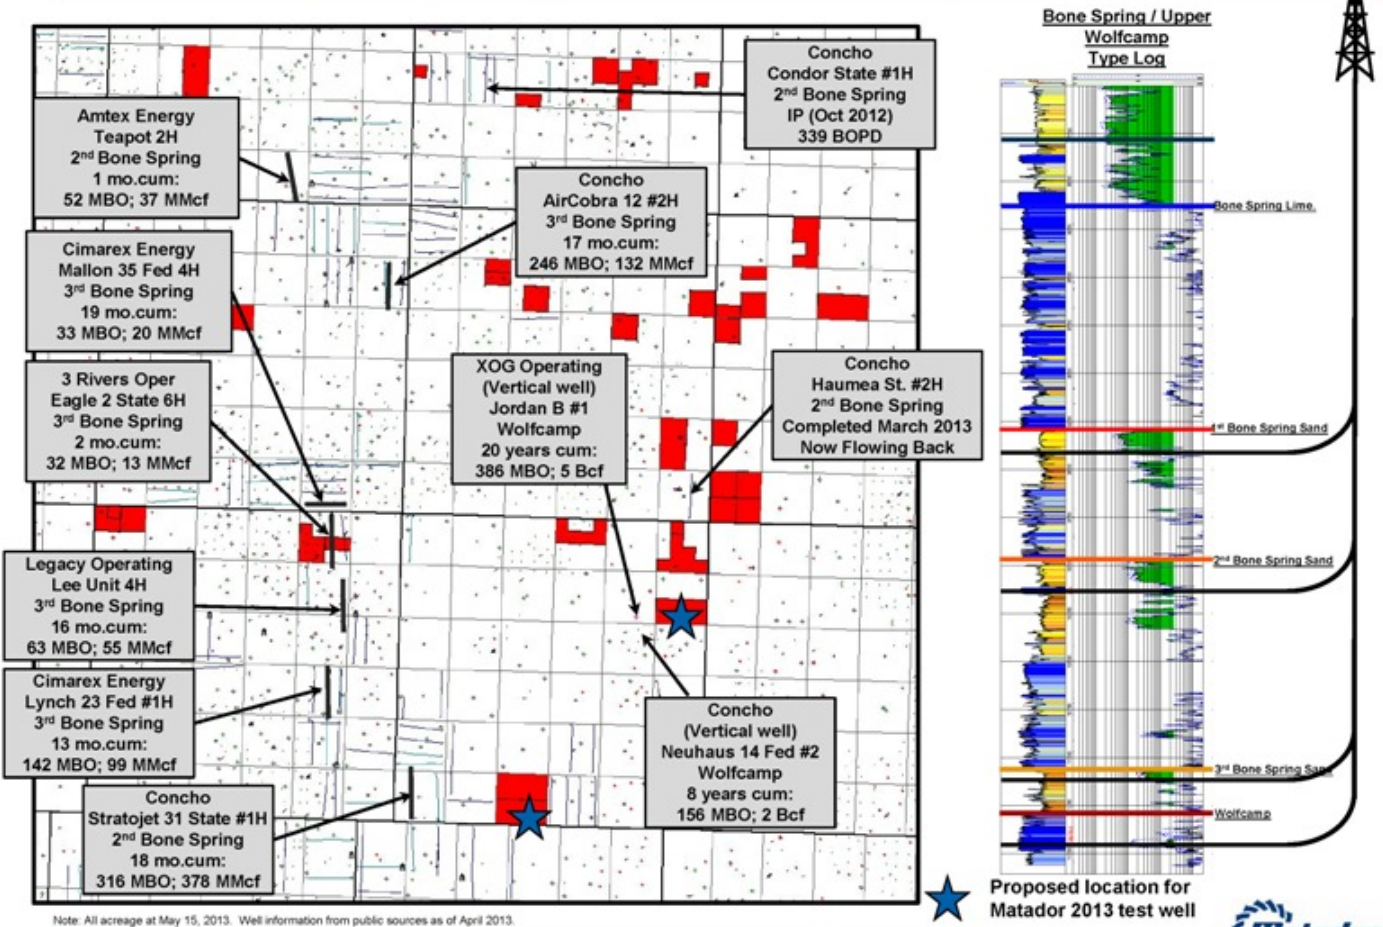 Bone Spring / Upper
Wolfcamp
Type Log
Concho
Condor State #1H
2nd Bone Spring
IP (Oct 2012)
339 BOPD
Amtex Energy
Teapot 2H
2nd Bone Spring
1 mo.cum:
52 MBO; 37 MMcf
Concho
AirCobra 12 #2H
3rd Bone Spring
17 mo.cum:
246 MBO; 132 MMcf
Cimarex Energy
Mallon 35 Fed 4H
3rd Bone Spring
19 mo.cum:
33 MBO; 20 MMcf
XOG Operating
(Vertical well)
Jordan B #1
Wolfcamp
20 years cum:
386 MBO; 5 Bcf
Concho
Haumea St. #2H
2nd Bone Spring
Completed March 2013
Now Flowing Back
3 Rivers Oper
Eagle 2 State 6H
3rd Bone Spring
2 mo.cum:
32 MBO; 13 MMcf
Legacy Operating
Lee Unit 4H
3rd Bone Spring
16 mo.cum:
63 MBO; 55 MMcf
Cimarex Energy
Lynch 23 Fed #1H
3rd Bone Spring
13 mo.cum:
142 MBO; 99 MMcf
Concho
(Vertical well)
Neuhaus 14 Fed #2
Wolfcamp
8 years cum:
156 MBO; 2 Bcf
Concho
Stratojet 31 State #1H
2nd Bone Spring
18 mo.cum:
316 MBO; 378 MMcf
Bone Spring Lime.
1st Bone Spring Sand
2nd Bone Spring Sand
3rd Bone Spring Sand
Wolfcamp
Proposed location for
Matador 2013 test well
Note: All acreage at May 15, 2013. Well information from public sources as of April 2013.